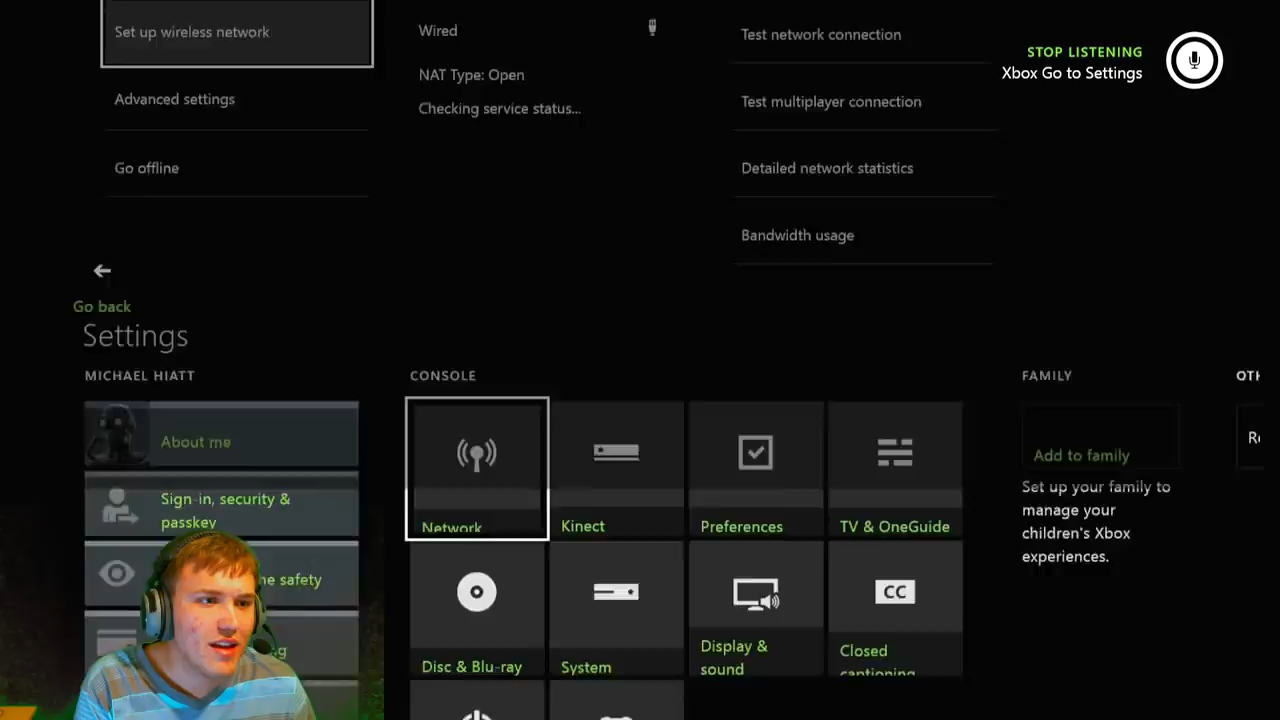 Set up wireless network
Advanced settings
Go offline
Wired
NAT Type: Open
Checking service status...
Test network connection
Test multiplayer connection
Detailed network statistics
Bandwidth usage
STOP LISTENING
Xbox Go to Settings
Go back
Settings
MICHAEL HIATT
About me
Sign-in, security &
passkey
safety
CONSOLE
Network
Kinect
Preferences
TV & OneGuide
Disc & Blu-ray
System
Display &
sound
Closed
captioning
FAMILY
Add to family
Set up your family to
manage your
children's Xbox
experiences.